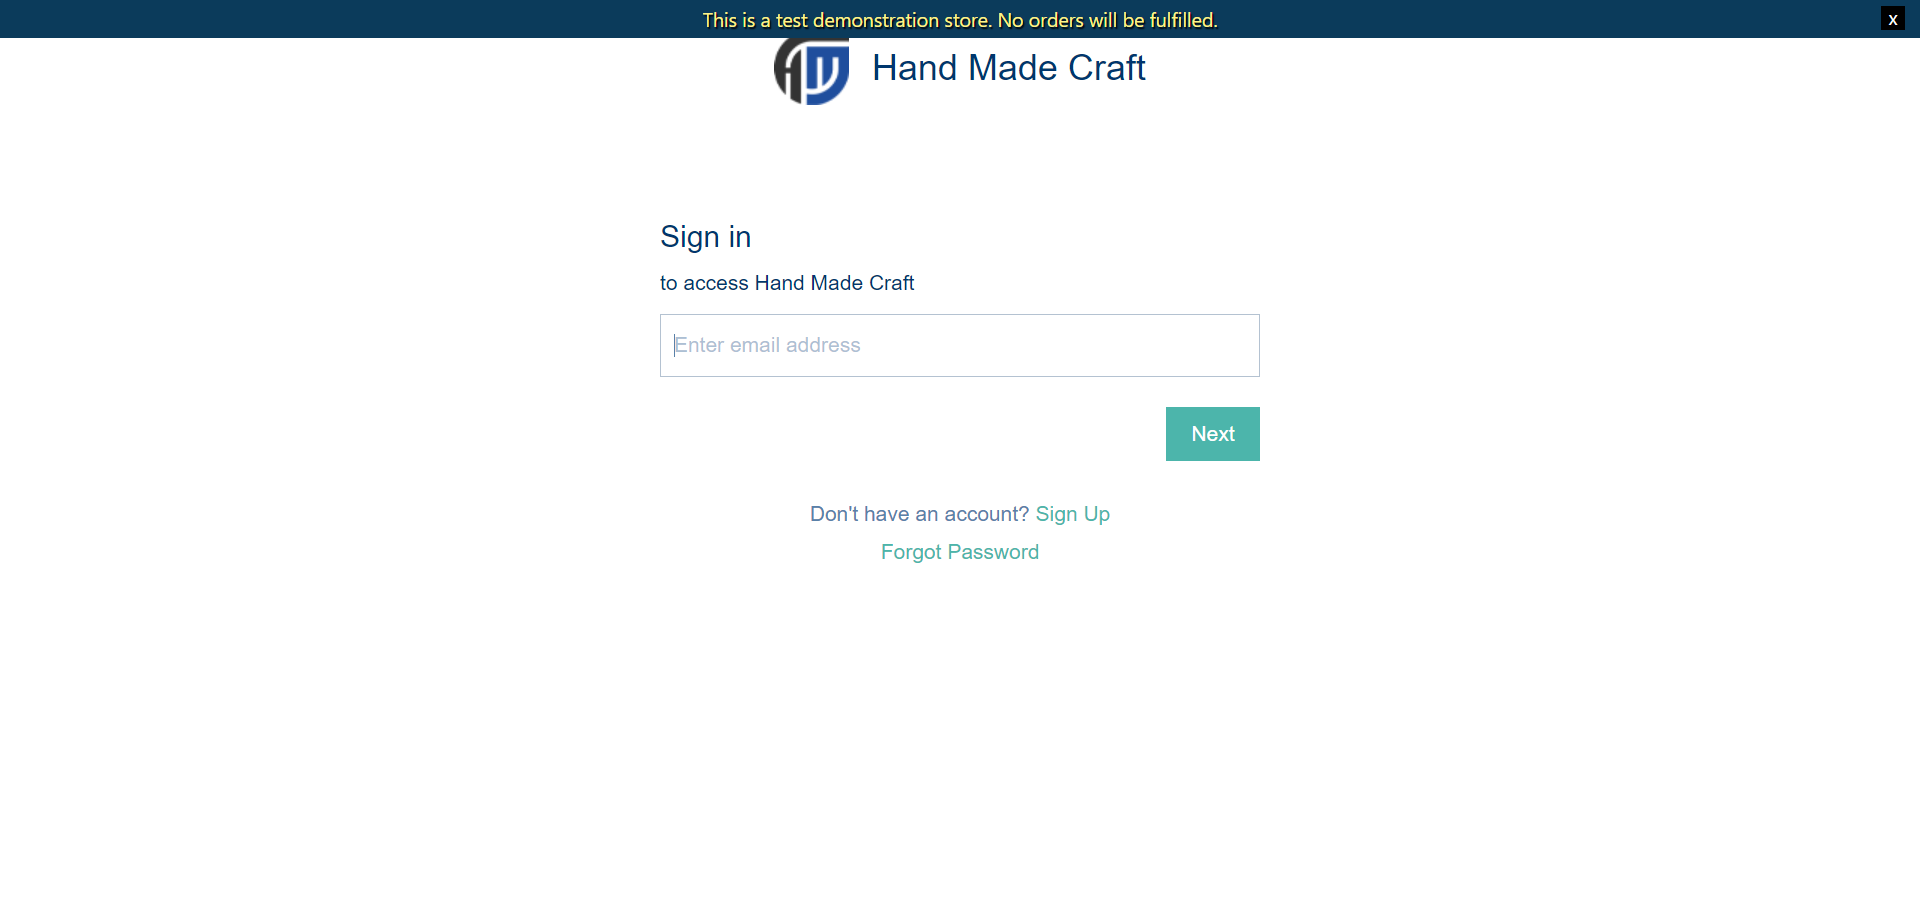 This is a test demonstration store. No orders will be fulfilled.
x
Hand Made Craft
Sign in
to access Hand Made Craft
Enter email address
Next
Don't have an account? Sign Up
Forgot Password